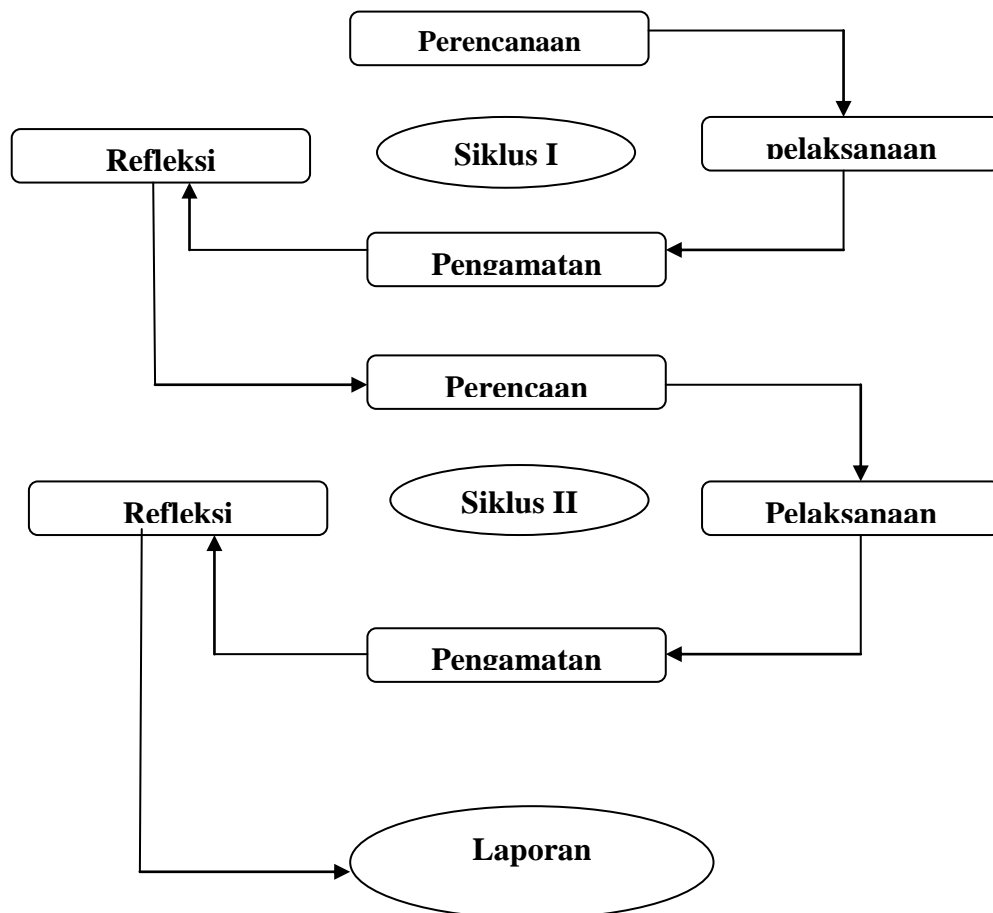 Perencanaan
Refleksi
Siklus I
pelaksanaan
Pengamatan
Perencaan
Refleksi
Siklus II
Pelaksanaan
Pengamatan
Laporan